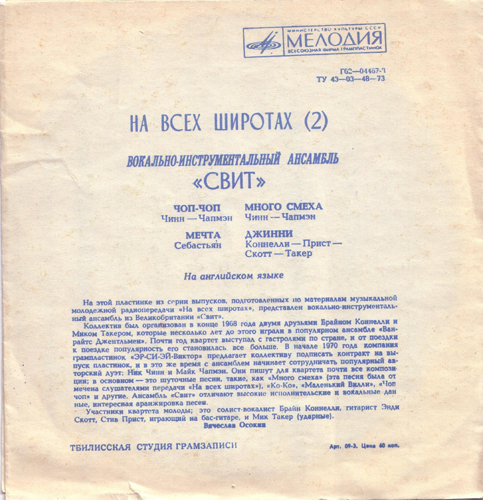 МИНИСТЕРСТВО КУЛЬТУРЫ СССР
МЕЛОДИЯ
ВСЕСОЮЗНАЯ ФИРМА ГРАМПЛАСТИНОК
Г62—04467-8
ТУ 43—03—48—73
НА ВСЕХ ШИРОТАХ (2)
ВОКАЛЬНО-ИНСТРУМЕНТАЛЬНЫЙ АНСАМБЛЬ
«СВИТ»
ЧОП-ЧОП
Чинн — Чапмэн
МЕЧТА
Себастьян
МНОГО СМЕХА
Чинн — Чапмэн
ДЖИННИ
Коннелли — Прист —
Скотт — Такер
На английском языке
На этой пластинке из серии выпусков, подготовленных по материалам музыкальной
молодежной радиопередачи «На всех широтах», представлен вокально-инструменталь-
ный ансамбль из Великобритании «Свит».
Коллектив был организован в конце 1968 года двумя друзьями Брайном Коннелли и
Миком Такером, которые несколько лет до этого играли в популярном ансамбле «Ван-
райтс Джентльмен». Почти год квартет выступал с гастролями по стране, и от поездки
к поездке популярность его становилась все больше. В начале 1970 года компания
грампластинок «ЭР-СИ-ЭЙ-Виктор» предлагает коллективу подписать контракт на вы-
пуск пластинок, и в это же время с ансамблем начинает сотрудничать популярный ав-
торский дуэт: Ник Чинн и Майк Чапмэн. Они пишут для квартета почти все компози-
ции; в основном — это шуточные песни, такие, как «Много смеха» (эта песня была от-
мечена слушателями передачи «На всех широтах»), «Ко-Ко», «Маленький Вилли», «Чоп
чоп» и другие. Ансамбль «Свит» отличают высокие исполнительские и вокальные дан-
ные, интересная аранжировка песен.
Участники квартета молоды; это солист-вокалист Брайн Коннелли, гитарист Энди
Скотт, Стив Прист, играющий на бас-гитаре, и Мик Такер (ударные).
Вячеслав Осокин
ТБИЛИССКАЯ СТУДИЯ ГРАМЗАПИСИ
Арт. 09-3. Цена 60 коп.